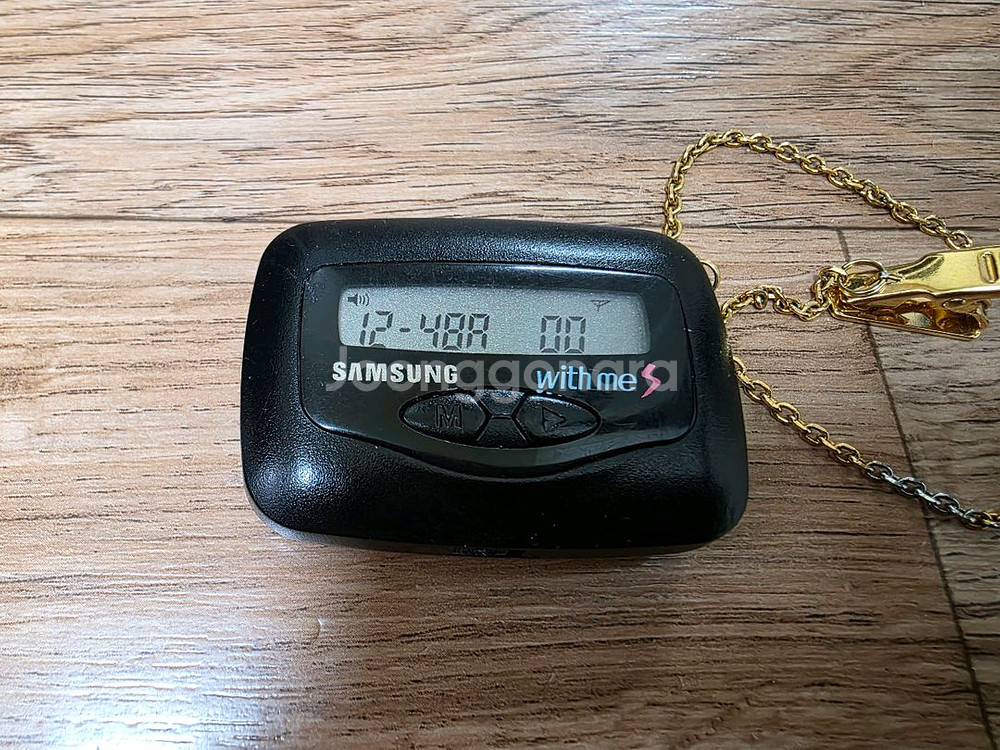 12-48A 00
SAMSUNG with me S
M
Joonggonara